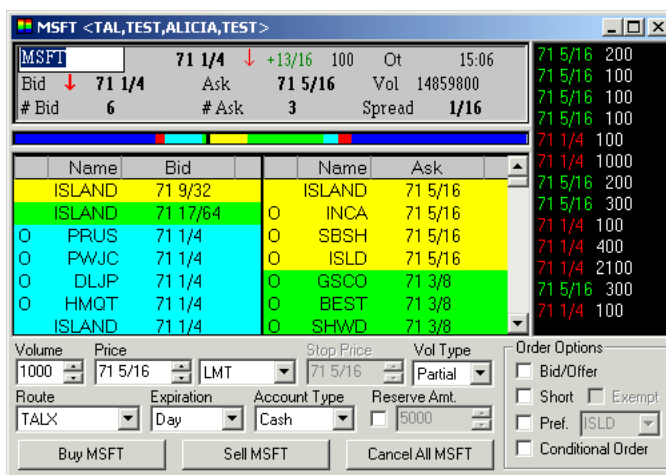 MSFT <TAL,TEST,ALICIA,TEST>
MSFT 71 1/4 ↓ +13/16 100 Ot 15:06
Bid ↓ 71 1/4 Ask 71 5/16 Vol 14859800
# Bid 6 # Ask 3 Spread 1/16
Name Bid Name Ask
ISLAND 71 9/32 ISLAND 71 5/16
ISLAND 71 17/64 O INCA 71 5/16
O PRUS 71 1/4 O SBSH 71 5/16
O PWJC 71 1/4 O ISLD 71 5/16
O DLJP 71 1/4 O GSCO 71 3/8
O HMQT 71 1/4 O BEST 71 3/8
ISLAND 71 1/4 O SHWD 71 3/8
71 5/16 200
71 5/16 100
71 5/16 100
71 5/16 100
71 1/4 100
71 1/4 1000
71 5/16 200
71 5/16 300
71 1/4 100
71 1/4 400
71 1/4 2100
71 5/16 300
71 1/4 100
Volume Price Stop Price Vol Type
1000 71 5/16 LMT 71 5/16 Partial
Route Expiration Account Type Reserve Amt.
TALX Day Cash 5000
Buy MSFT Sell MSFT Cancel All MSFT
Order Options
Bid/Offer
Short Exempt
Pref. ISLD
Conditional Order